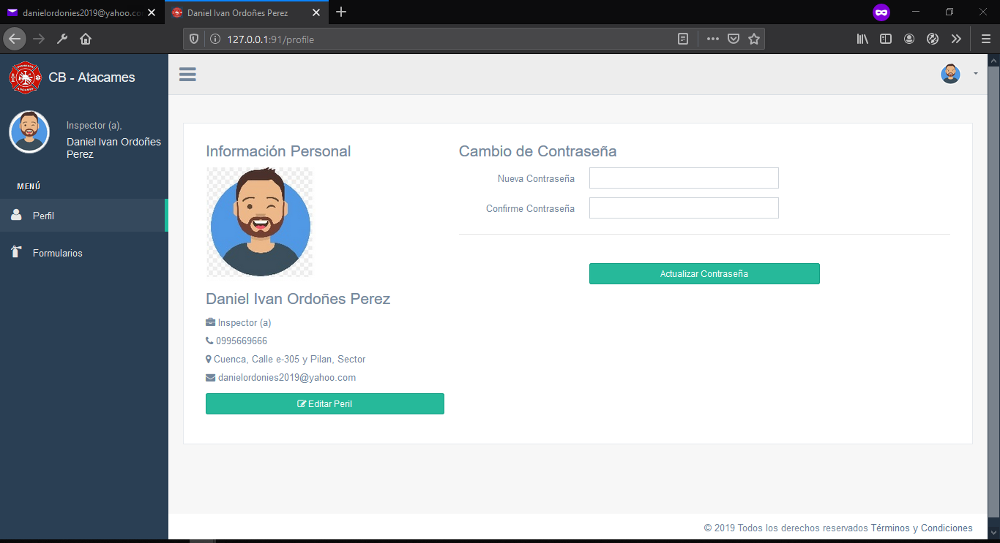 danielordonies2019@yahoo.co
Daniel Ivan Ordoñes Perez
127.0.0.1:91/profile
CB - Atacames
Inspector (a),
Daniel Ivan Ordoñes
Perez
MENÚ
Perfil
Formularios
Información Personal
Daniel Ivan Ordoñes Perez
Inspector (a)
0995669666
Cuenca, Calle e-305 y Pilan, Sector
danielordonies2019@yahoo.com
Editar Peril
Cambio de Contraseña
Nueva Contraseña
Confirme Contraseña
Actualizar Contraseña
© 2019 Todos los derechos reservados Términos y Condiciones